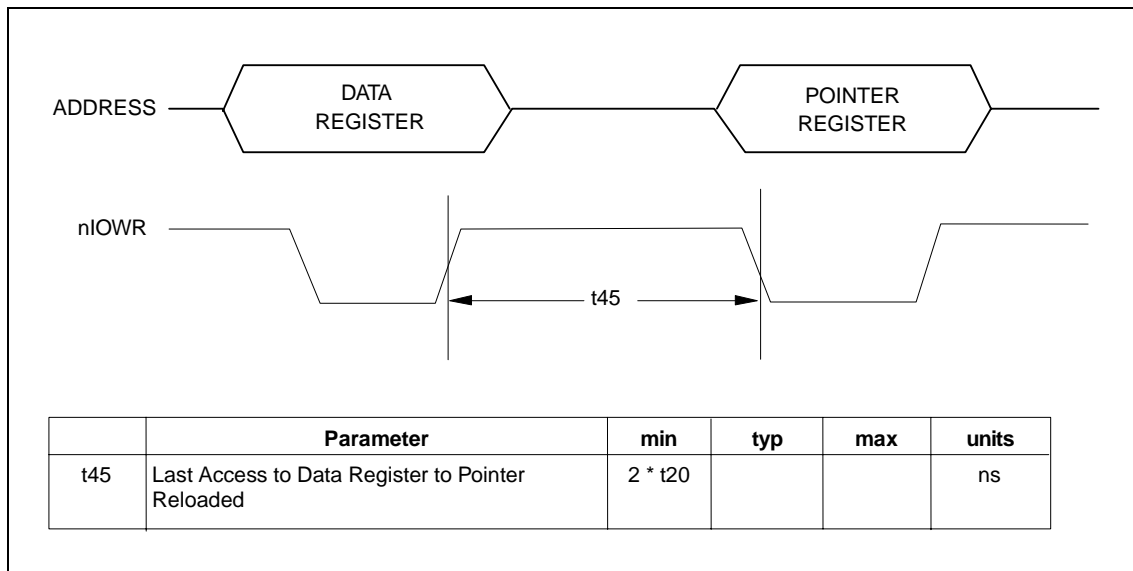 ADDRESS
DATA
REGISTER
POINTER
REGISTER
nIOWR
t45
Parameter min typ max units
t45 Last Access to Data Register to Pointer 2 * t20 ns
Reloaded